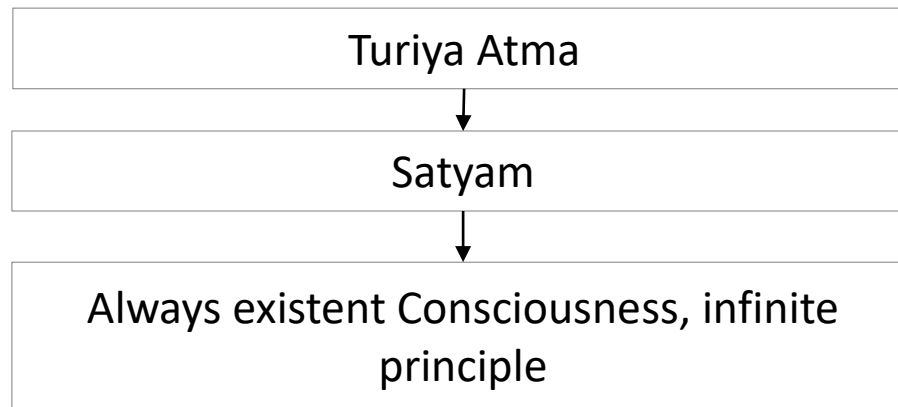 Turiya Atma
Satyam
Always existent Consciousness, infinite
principle